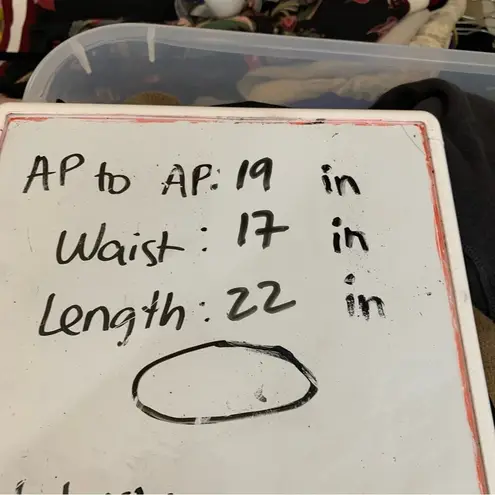 AP to AP: 19 in
Waist: 17 in
Length: 22 in